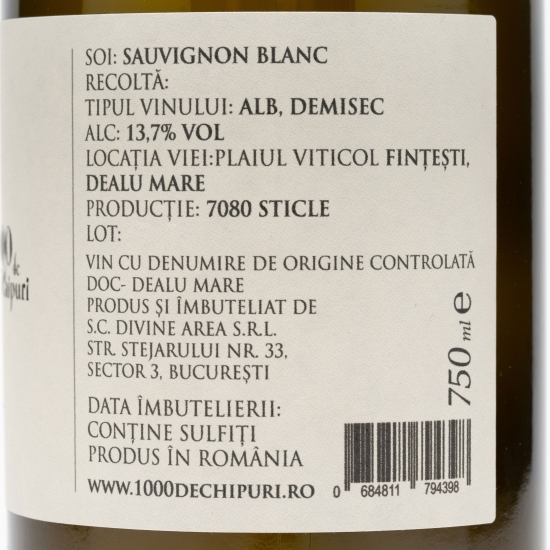 SOI: SAUVIGNON BLANC
RECOLTĂ:
TIPUL VINULUI: ALB, DEMISEC
ALC: 13,7% VOL
LOCAȚIA VIEI:PLAIUL VITICOL FINȚEȘTI,
DEALU MARE
PRODUCȚIE: 7080 STICLE
LOT:
VIN CU DENUMIRE DE ORIGINE CONTROLATĂ
DOC- DEALU MARE
PRODUS ȘI ÎMBUTELIAT DE
S.C. DIVINE AREA S.R.L.
STR. STEJARULUI NR. 33,
SECTOR 3, BUCUREȘTI
750 ml e
DATA ÎMBUTELIERII:
CONȚINE SULFIȚI
PRODUS ÎN ROMÂNIA
WWW.1000DECHIPURI.RO
0 684811 794398
de